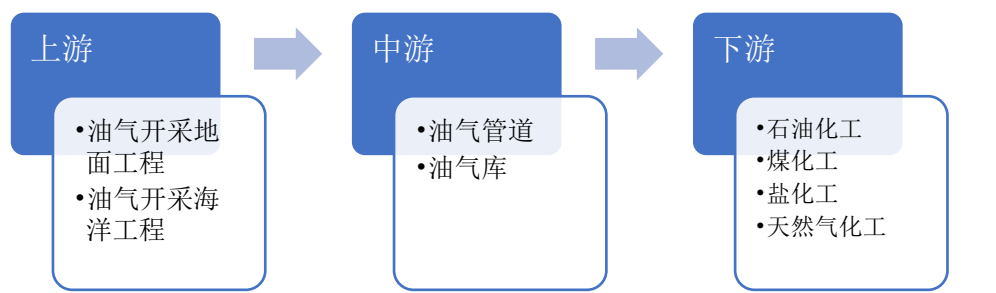 上游
•油气开采地
面工程
•油气开采海
洋工程
中游
•油气管道
•油气库
下游
•石油化工
•煤化工
•盐化工
•天然气化工